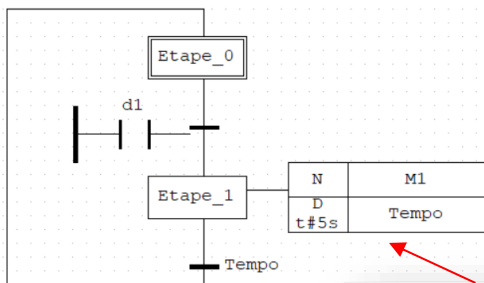 Etape_0
d1
Etape_1
N
M1
D
t#5s
Tempo
Tempo